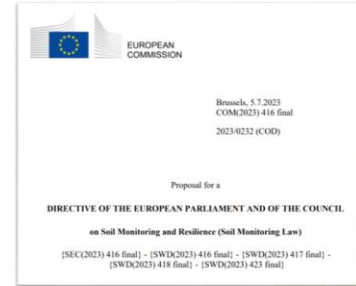 EUROPEAN
COMMISSION
Brussels, 5.7.2023
COM(2023) 416 final
2023/0232 (COD)
Proposal for a
DIRECTIVE OF THE EUROPEAN PARLIAMENT AND OF THE COUNCIL
on Soil Monitoring and Resilience (Soil Monitoring Law)
{SEC(2023) 416 final} - {SWD(2023) 416 final} - {SWD(2023) 417 final} -
{SWD(2023) 418 final} - {SWD(2023) 423 final}